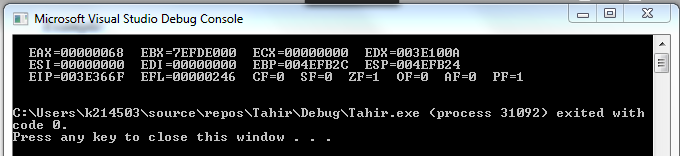 Microsoft Visual Studio Debug Console
EAX=00000068 EBX=7EFDE000 ECX=00000000 EDX=003E100A
ESI=00000000 EDI=00000000 EBP=004EFB2C ESP=004EFB24
EIP=003E366F EFL=00000246 CF=0 SF=0 ZF=1 OF=0 AF=0 PF=1
C:\Users\k214503\source\repos\Tahir\Debug\Tahir.exe (process 31092) exited with
code 0.
Press any key to close this window . . .